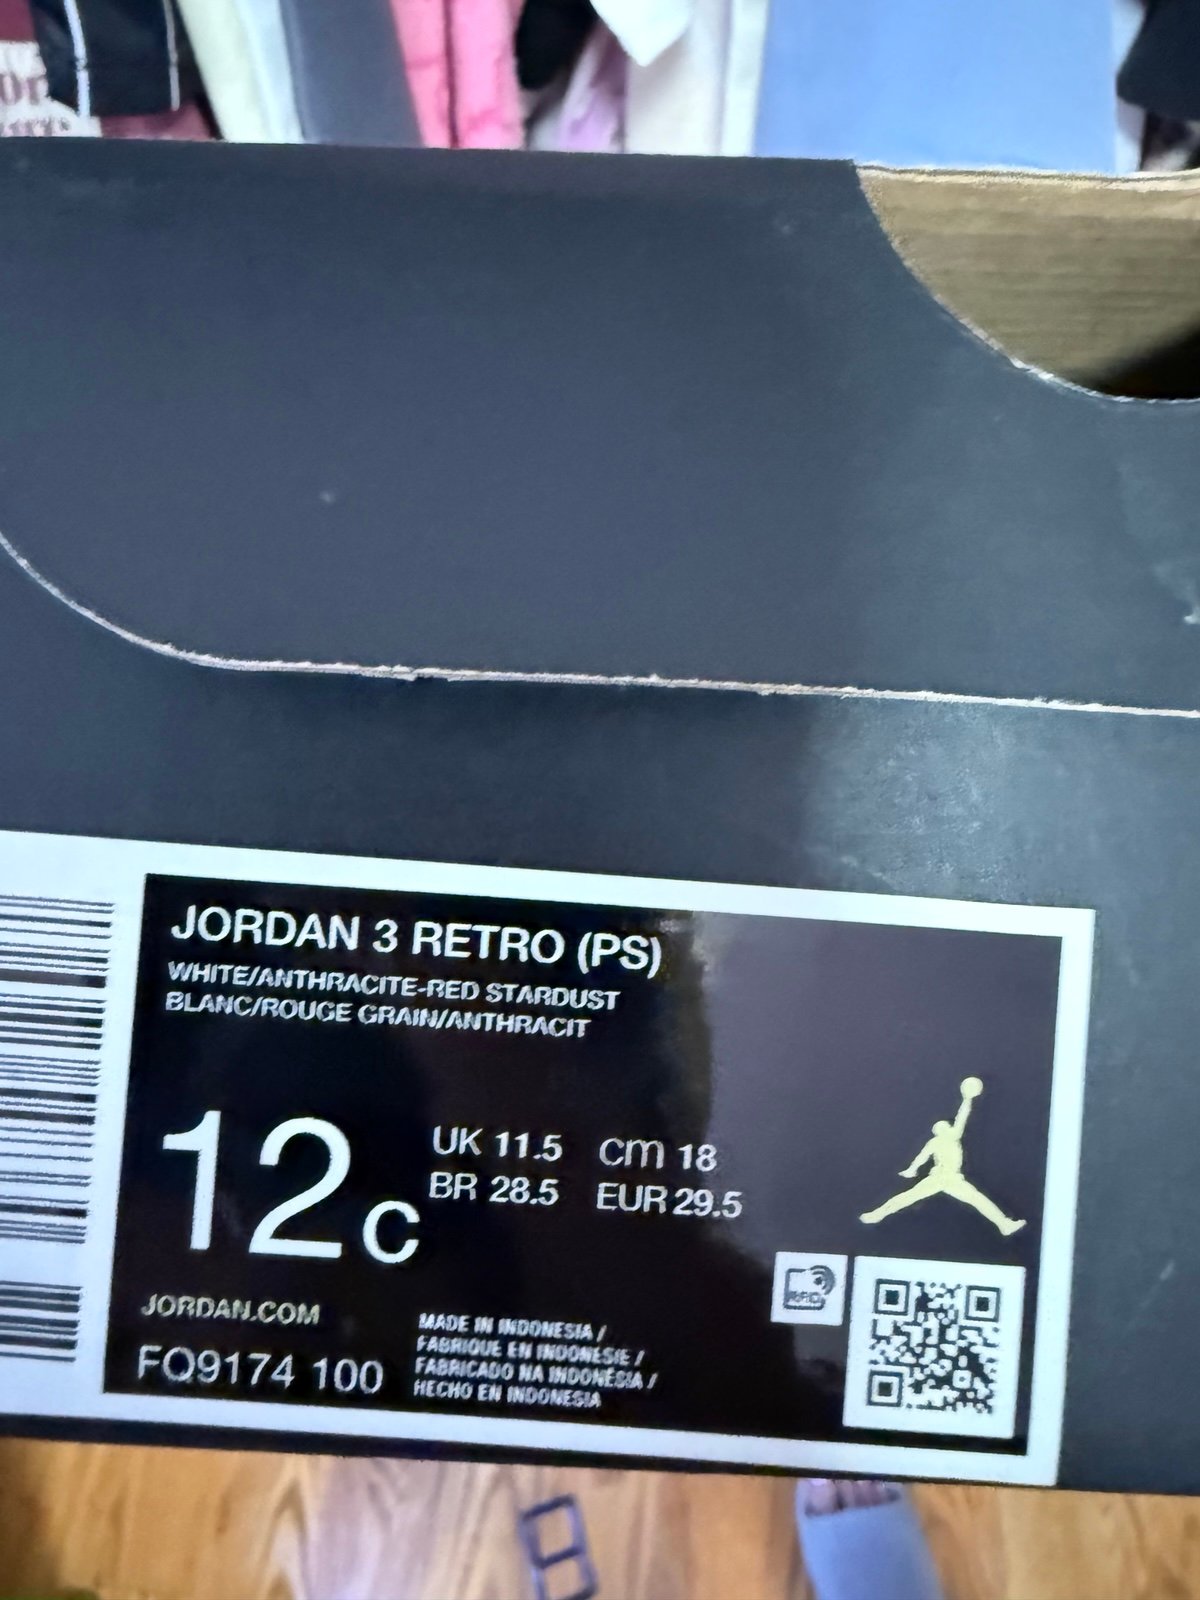 JORDAN 3 RETRO (PS)
WHITE/ANTHRACITE-RED STARDUST
BLANC/ROUGE GRAIN/ANTHRACIT
12c
UK 11.5 cm 18
BR 28.5 EUR 29.5
JORDAN.COM
FQ9174 100
MADE IN INDONESIA /
FABRIQUE EN INDONESIE /
FABRICADO NA INDONÉSIA /
HECHO EN INDONESIA